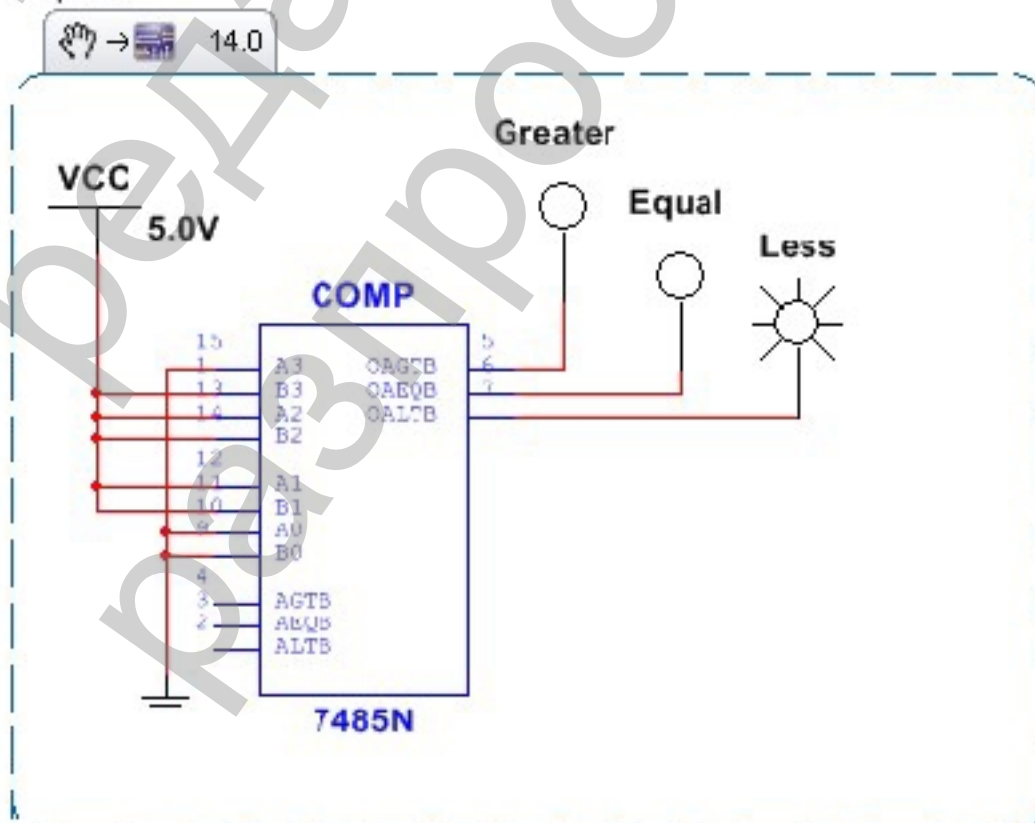 14.0
Greater
VCC
Equal
5.0V
Less
COMP
15
5
1
A3
OAGTB
6
13
B3
OAEQB
7
14
A2
OALTB
B2
12
11
A1
10
B1
9
A0
B0
4
3
AGTB
2
AEQB
ALTB
7485N